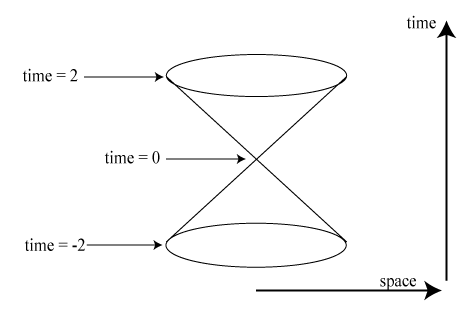 time
time = 2
time = 0
time = -2
space